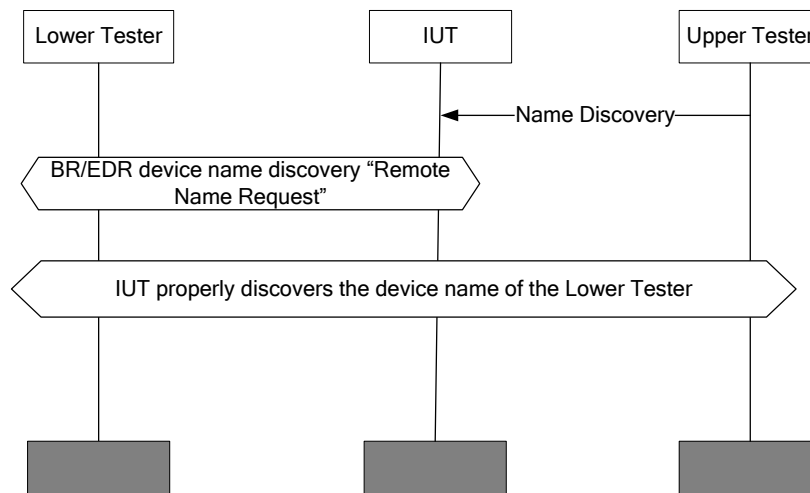 Lower Tester
IUT
Upper Tester
Name Discovery
BR/EDR device name discovery “Remote
Name Request”
IUT properly discovers the device name of the Lower Tester